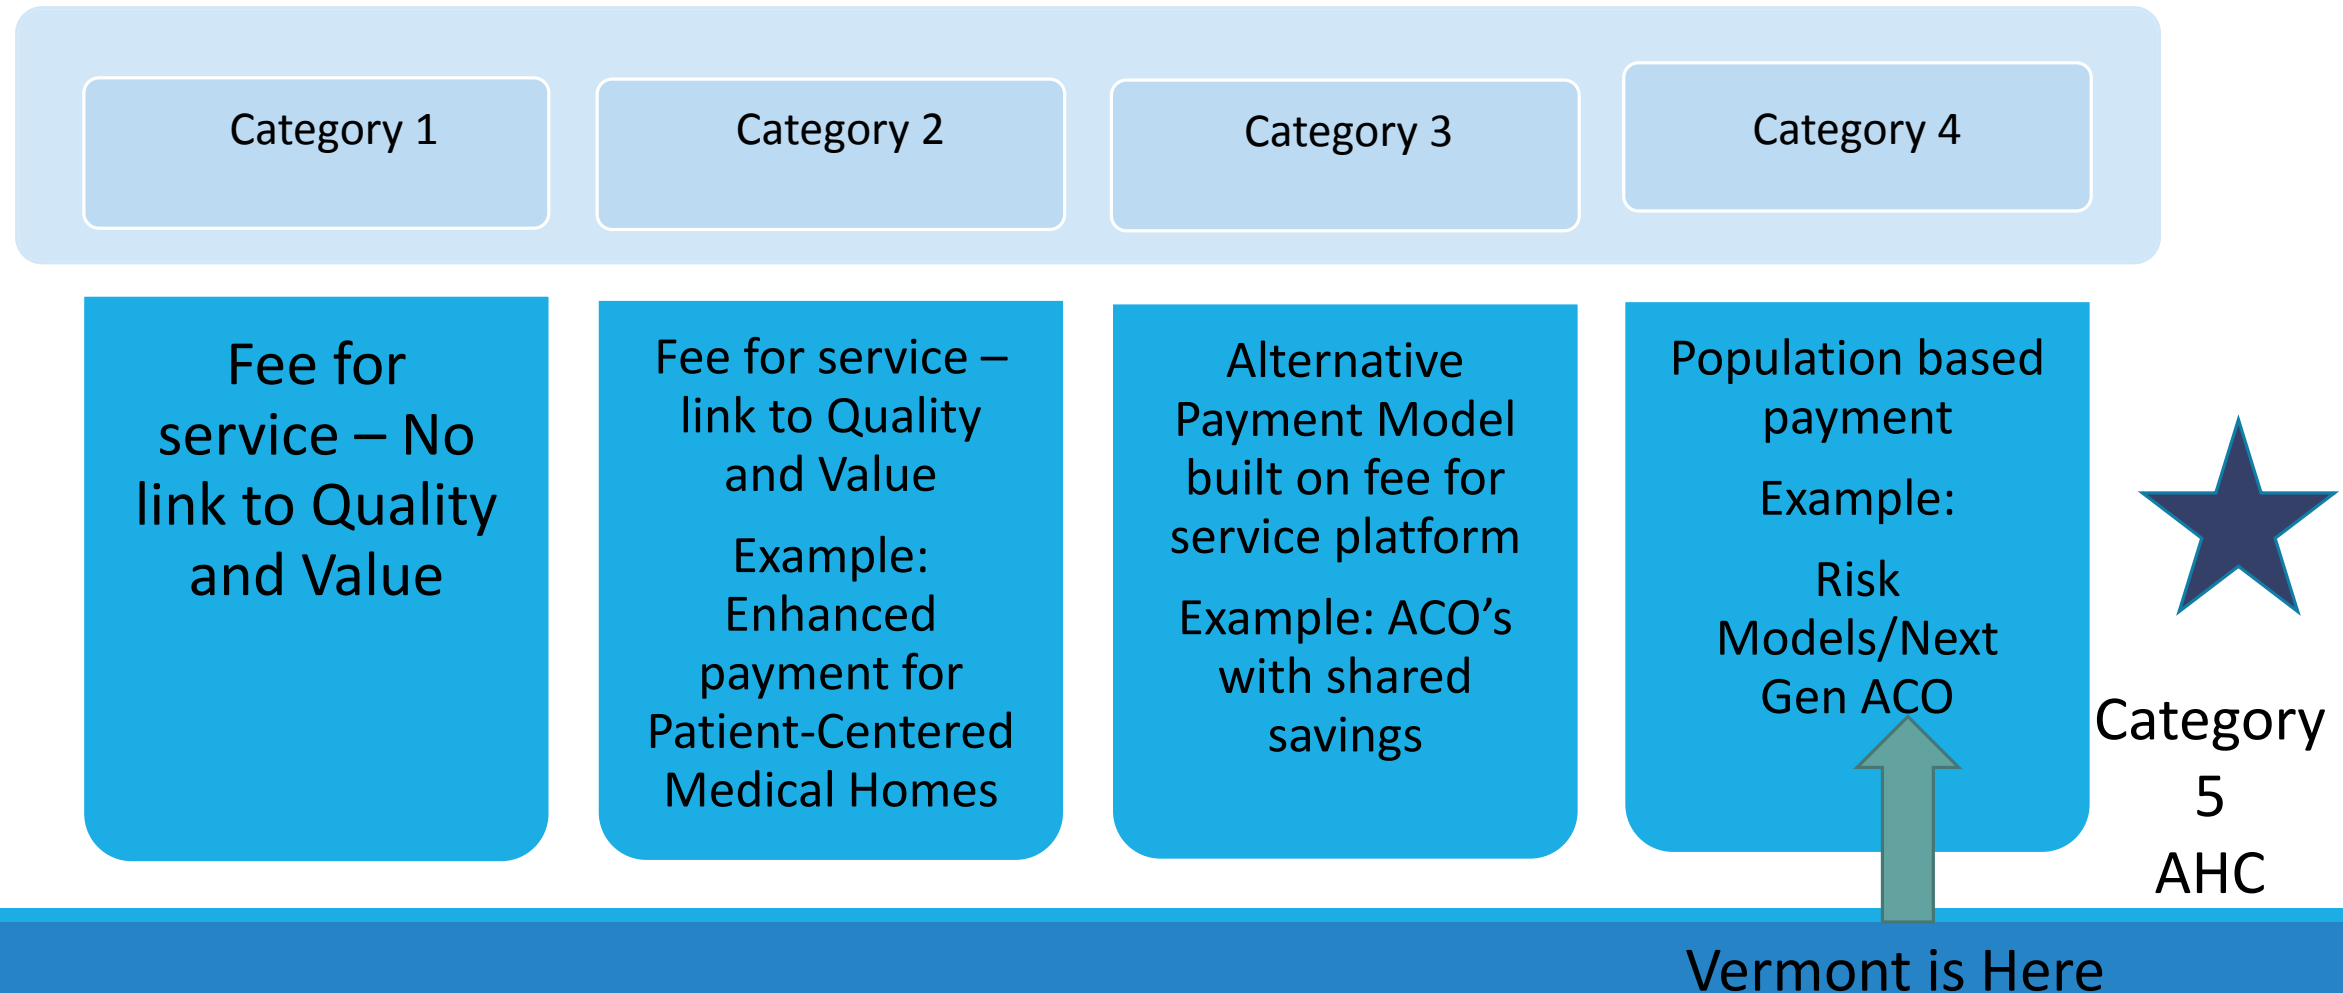 Category 1
Category 2
Category 3
Category 4
Fee for
service – No
link to Quality
and Value
Fee for service –
link to Quality
and Value
Example:
Enhanced
payment for
Patient-Centered
Medical Homes
Alternative
Payment Model
built on fee for
service platform
Example: ACO’s
with shared
savings
Population based
payment
Example:
Risk
Models/Next
Gen ACO
Category
5
AHC
Vermont is Here